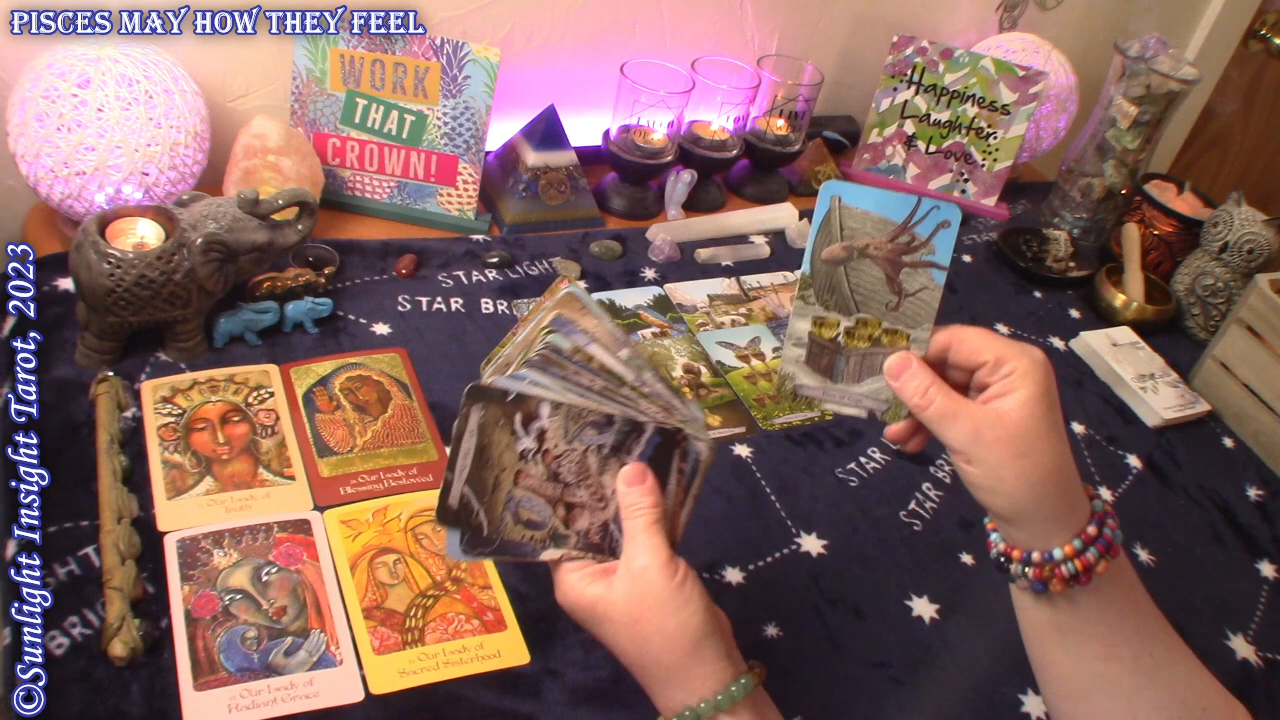 PISCES MAY HOW THEY FEEL
©Sunlight Insight Tarot, 2023
WORK
THAT
CROWN!
Happiness
Laughter
& Love
STAR LIGHT
STAR BR
Our Lady of
Truth
Our Lady of
Blessing Bestowed
Our Lady of
Radiant Grace
Our Lady of
Sacred Sisterhood
STAR
STAR BR
BRI